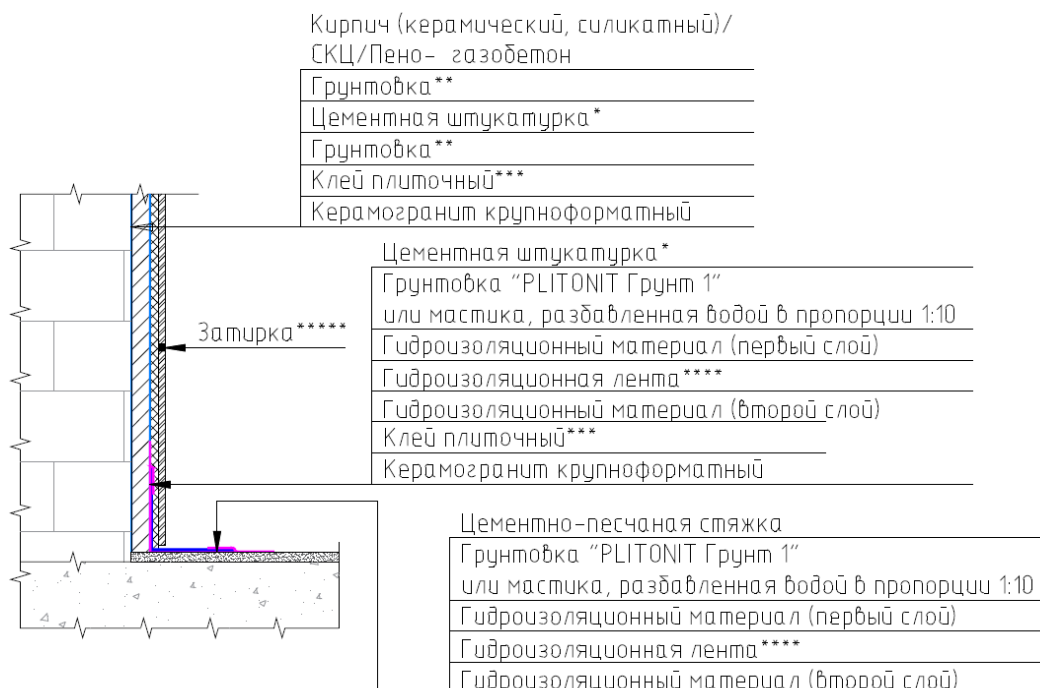 Кирпич (керамический, силикатный)/
СКЦ/Пено- газобетон
Грунтовка**
Цементная штукатурка*
Грунтовка**
Клей плиточный***
Керамогранит крупноформатный
Цементная штукатурка*
Грунтовка "PLITONIT Грунт 1"
или мастика, разбавленная водой в пропорции 1:10
Гидроизоляционный материал (первый слой)
Затирка*****
Гидроизоляционная лента****
Гидроизоляционный материал (второй слой)
Клей плиточный***
Керамогранит крупноформатный
Цементно-песчаная стяжка
Грунтовка "PLITONIT Грунт 1"
или мастика, разбавленная водой в пропорции 1:10
Гидроизоляционный материал (первый слой)
Гидроизоляционная лента****
Гидроизоляционный материал (второй слой)